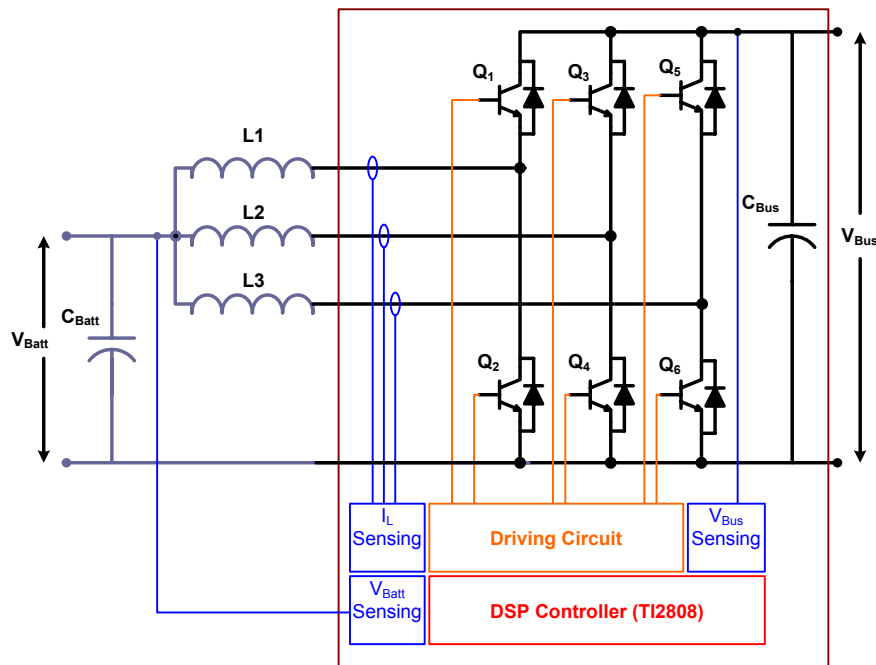 Q1
Q3
Q5
L1
L2
L3
CBus
VBus
CBatt
VBatt
Q2
Q4
Q6
IL
Sensing
Driving Circuit
VBus
Sensing
VBatt
Sensing
DSP Controller (TI2808)